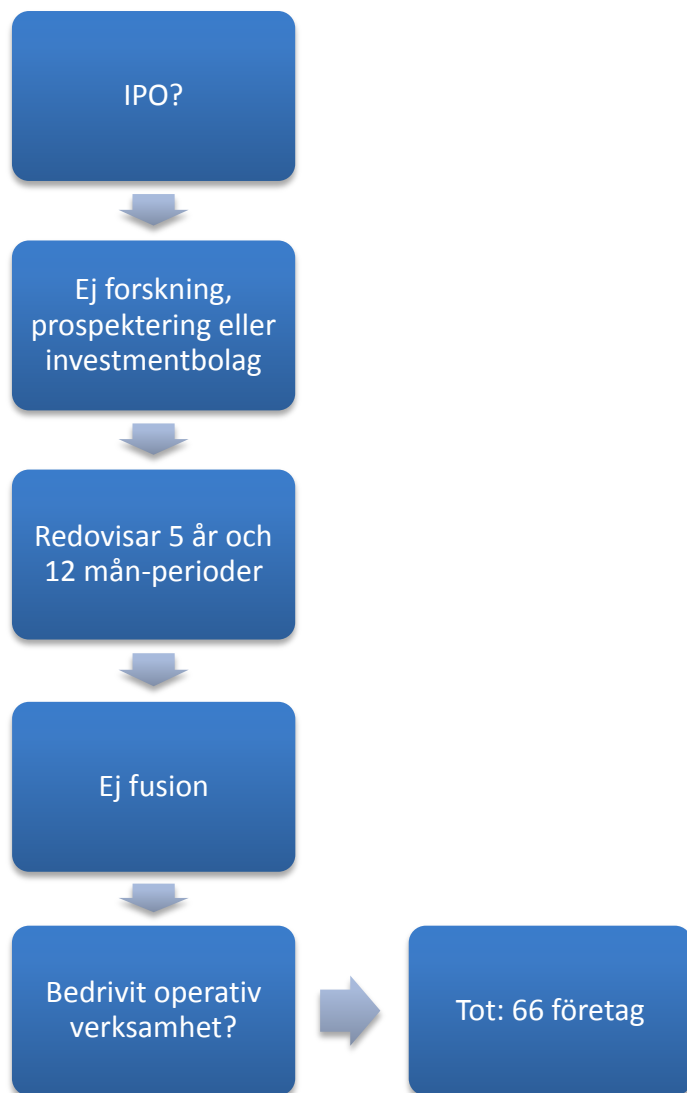 IPO?
Ej forskning,
prospektering eller
investmentbolag
Redovisar 5 år och
12 mån-perioder
Ej fusion
Bedrivit operativ
verksamhet?
Tot: 66 företag